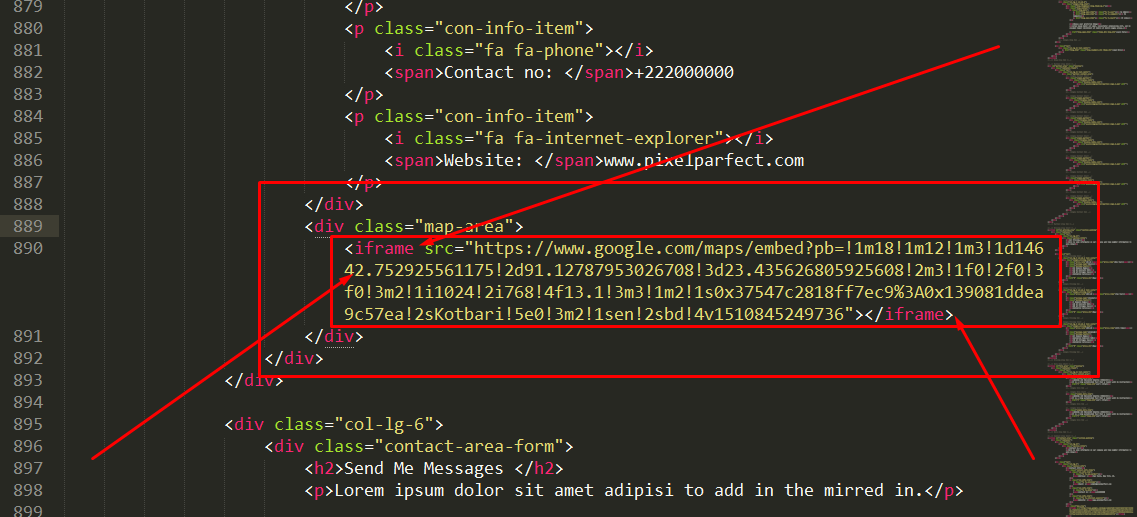 879 </p>
880 <p class="con-info-item">
881 <i class="fa fa-phone"></i>
882 <span>Contact no: </span>+222000000
883 </p>
884 <p class="con-info-item">
885 <i class="fa fa-internet-explorer"></i>
886 <span>Website: </span>www.pixelparfect.com
887 </p>
888 </div>
889 <div class="map-area">
890 <iframe src="https://www.google.com/maps/embed?pb=!1m18!1m12!1m3!1d146
42.752925561175!2d91.12787953026708!3d23.435626805925608!2m3!1f0!2f0!3
f0!3m2!1i1024!2i768!4f13.1!3m3!1m2!1s0x37547c2818ff7ec9%3A0x139081ddea
9c57ea!2sKotbari!5e0!3m2!1sen!2sbd!4v1510845249736"></iframe>
891 </div>
892 </div>
893 </div>
894
895 <div class="col-lg-6">
896 <div class="contact-area-form">
897 <h2>Send Me Messages </h2>
898 <p>Lorem ipsum dolor sit amet adipisi to add in the mirred in.</p>
899